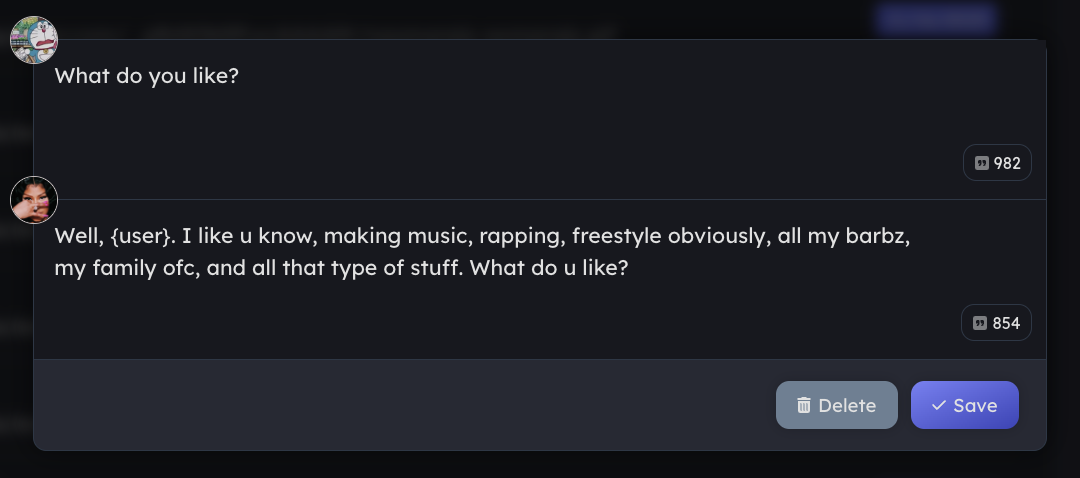 What do you like?
982
Well, {user}. I like u know, making music, rapping, freestyle obviously, all my barbz,
my family ofc, and all that type of stuff. What do u like?
854
Delete
Save